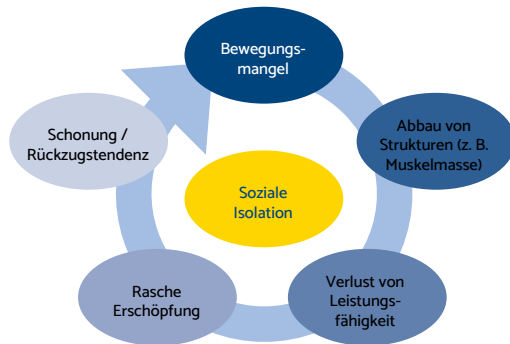 Bewegungs-
mangel
Abbau von
Strukturen (z. B.
Muskelmasse)
Verlust von
Leistungs-
fähigkeit
Rasche
Erschöpfung
Schonung /
Rückzugstendenz
Soziale
Isolation